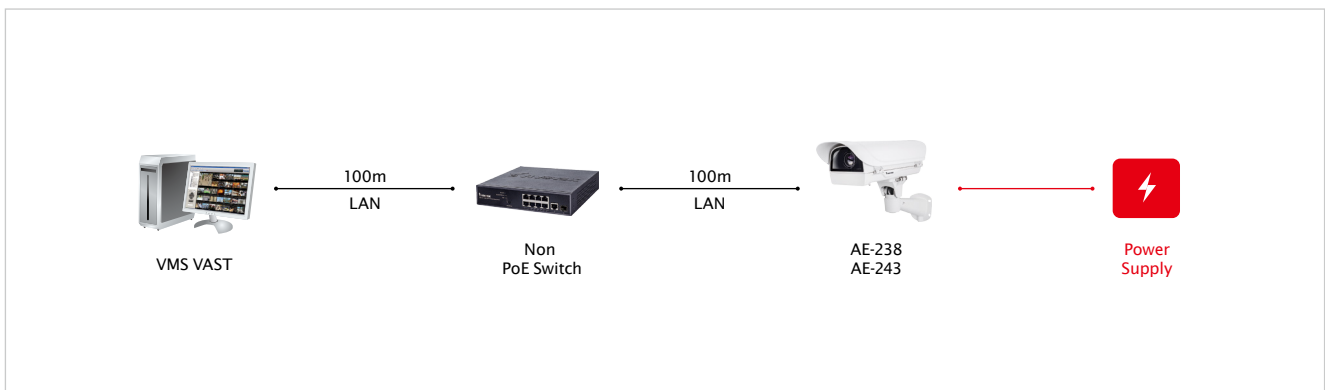 100m
LAN
100m
LAN
VMS VAST
Non
PoE Switch
AE-238
AE-243
Power
Supply